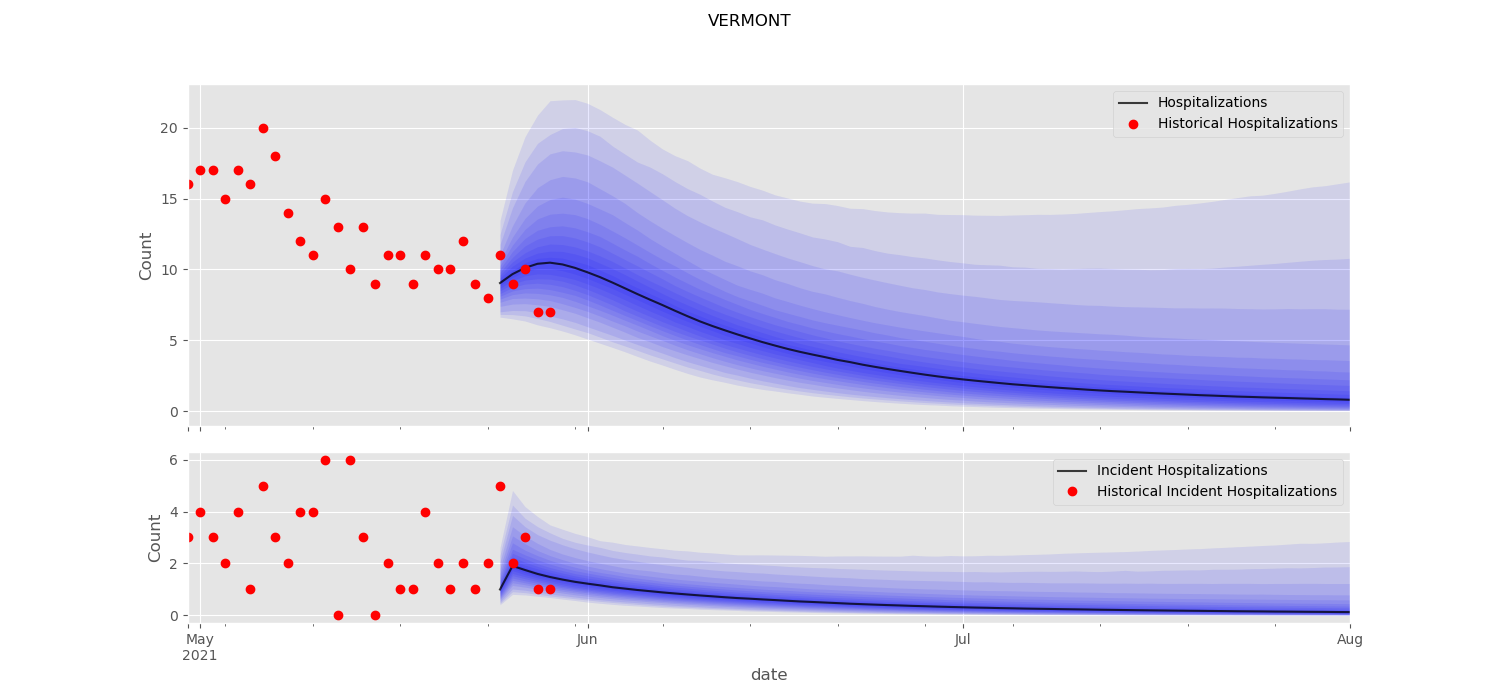 VERMONT
Hospitalizations
Historical Hospitalizations
20
15
10
5
0
Count
Incident Hospitalizations
Historical Incident Hospitalizations
6
4
2
0
Count
May Jun Jul Aug
2021
date